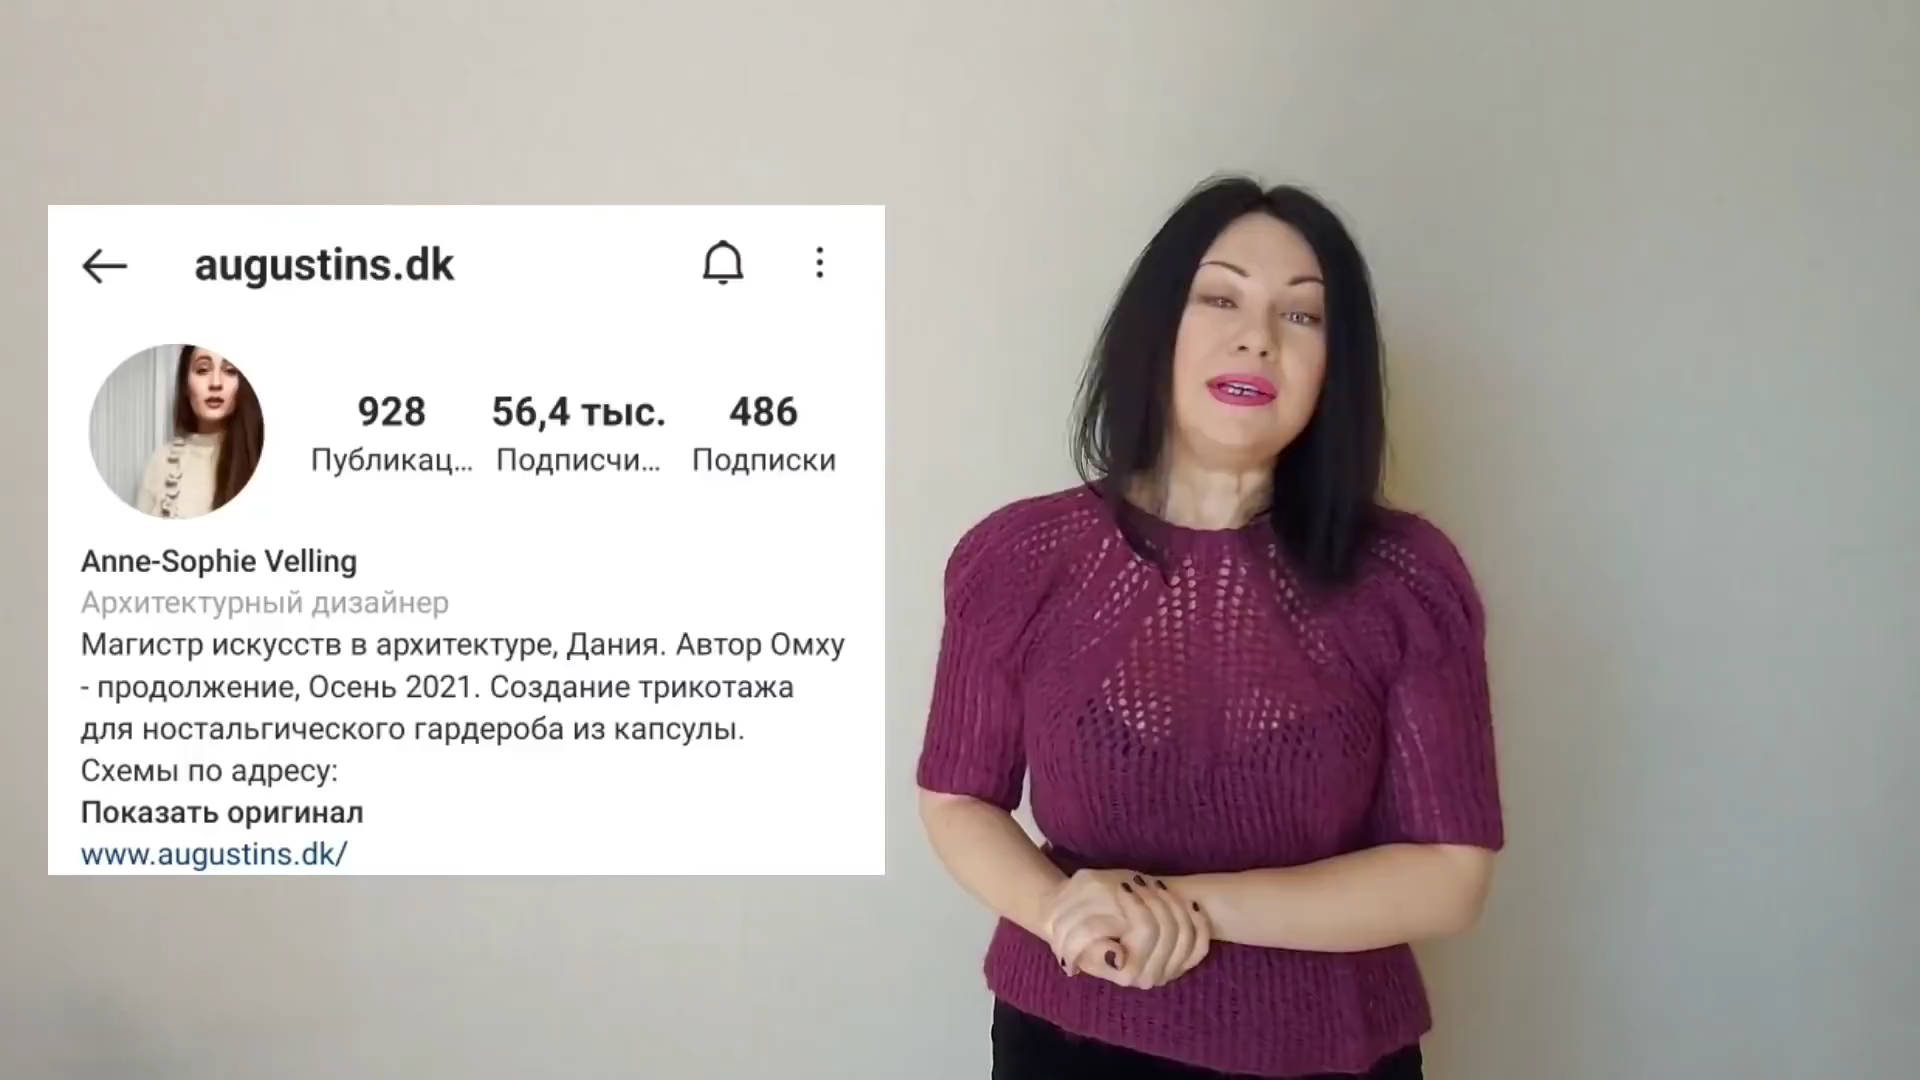 augustins.dk
928 56,4 тыс. 486
Публикац... Подписчи... Подписки
Anne-Sophie Velling
Архитектурный дизайнер
Магистр искусств в архитектуре, Дания. Автор Омху
- продолжение, Осень 2021. Создание трикотажа
для ностальгического гардероба из капсулы.
Схемы по адресу:
Показать оригинал
www.augustins.dk/